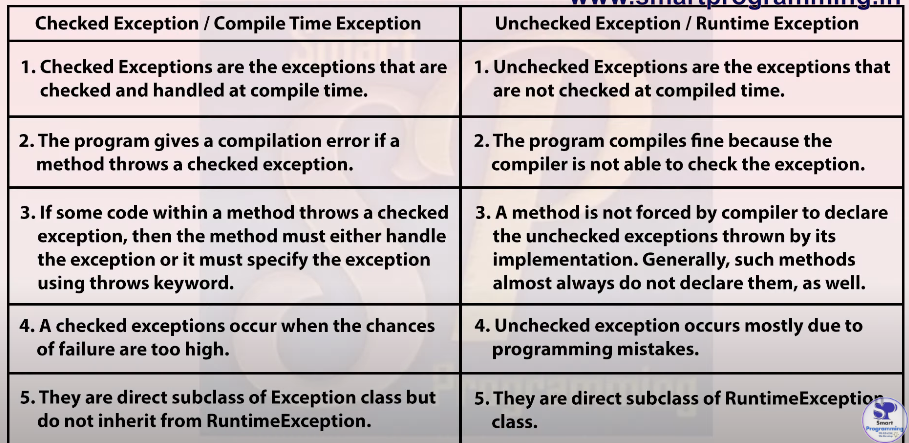 www.smartprogramming.in
Checked Exception / Compile Time Exception
Unchecked Exception / Runtime Exception
1. Checked Exceptions are the exceptions that are
checked and handled at compile time.
1. Unchecked Exceptions are the exceptions that
are not checked at compiled time.
2. The program gives a compilation error if a
method throws a checked exception.
2. The program compiles fine because the
compiler is not able to check the exception.
3. If some code within a method throws a checked
exception, then the method must either handle
the exception or it must specify the exception
using throws keyword.
3. A method is not forced by compiler to declare
the unchecked exceptions thrown by its
implementation. Generally, such methods
almost always do not declare them, as well.
4. A checked exceptions occur when the chances
of failure are too high.
4. Unchecked exception occurs mostly due to
programming mistakes.
5. They are direct subclass of Exception class but
do not inherit from RuntimeException.
5. They are direct subclass of RuntimeException
class.
Smart
Programming
SP
Smart
Programming